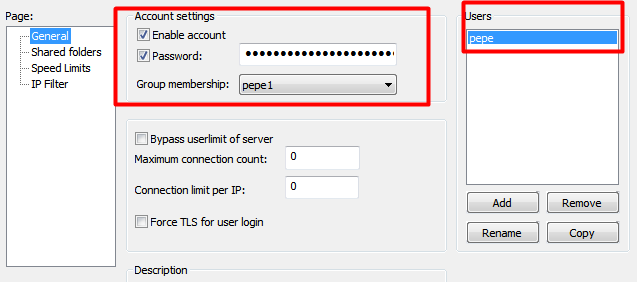 Page:
General
Shared folders
Speed Limits
IP Filter
Account settings
Enable account
Password: ●●●●●●●●●●●●●●●●●●●●●●
Group membership: pepe1
Bypass userlimit of server
Maximum connection count: 0
Connection limit per IP: 0
Force TLS for user login
Description
Users
pepe
Add Remove
Rename Copy